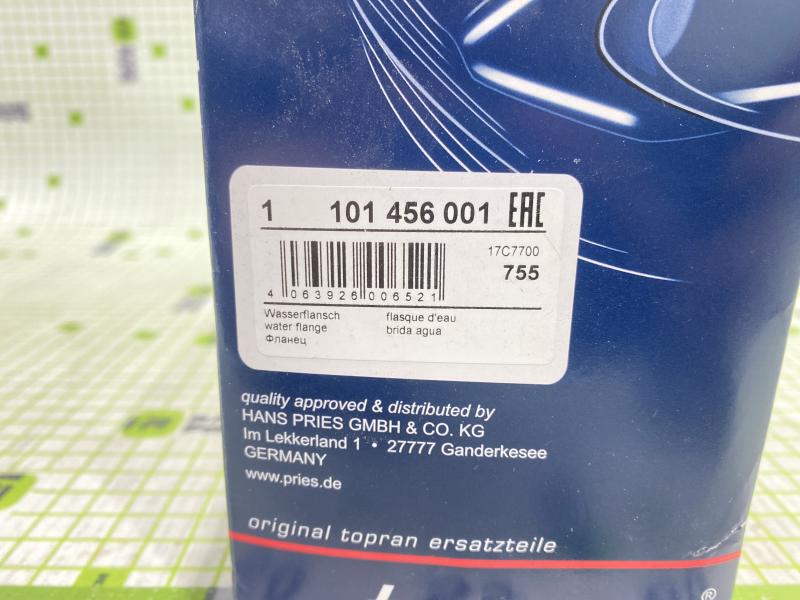 1 101 456 001 EAC
17C7700
755
4 063926 006521
Wasserflansch flasque d'eau
water flange brida agua
Фланец
quality approved & distributed by
HANS PRIES GMBH & CO. KG
Im Lekkerland 1 • 27777 Ganderkesee
GERMANY
www.pries.de
original topran ersatzteile
®